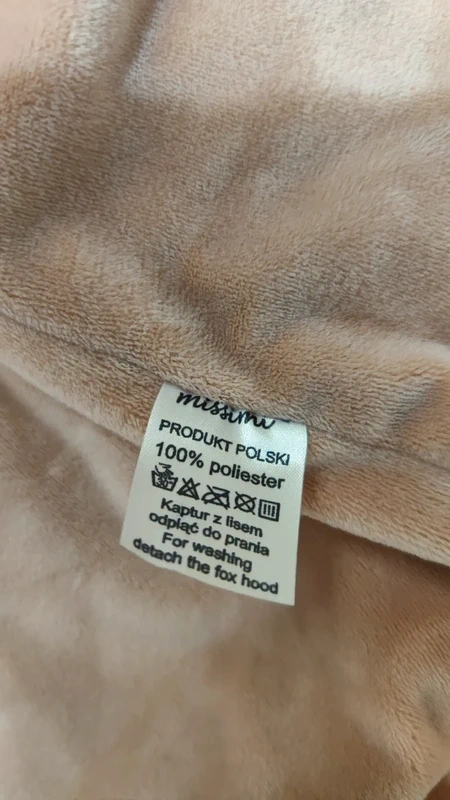 missimi
PRODUKT POLSKI
100% poliester
Kaptur z lisem
odpiąć do prania
For washing
detach the fox hood